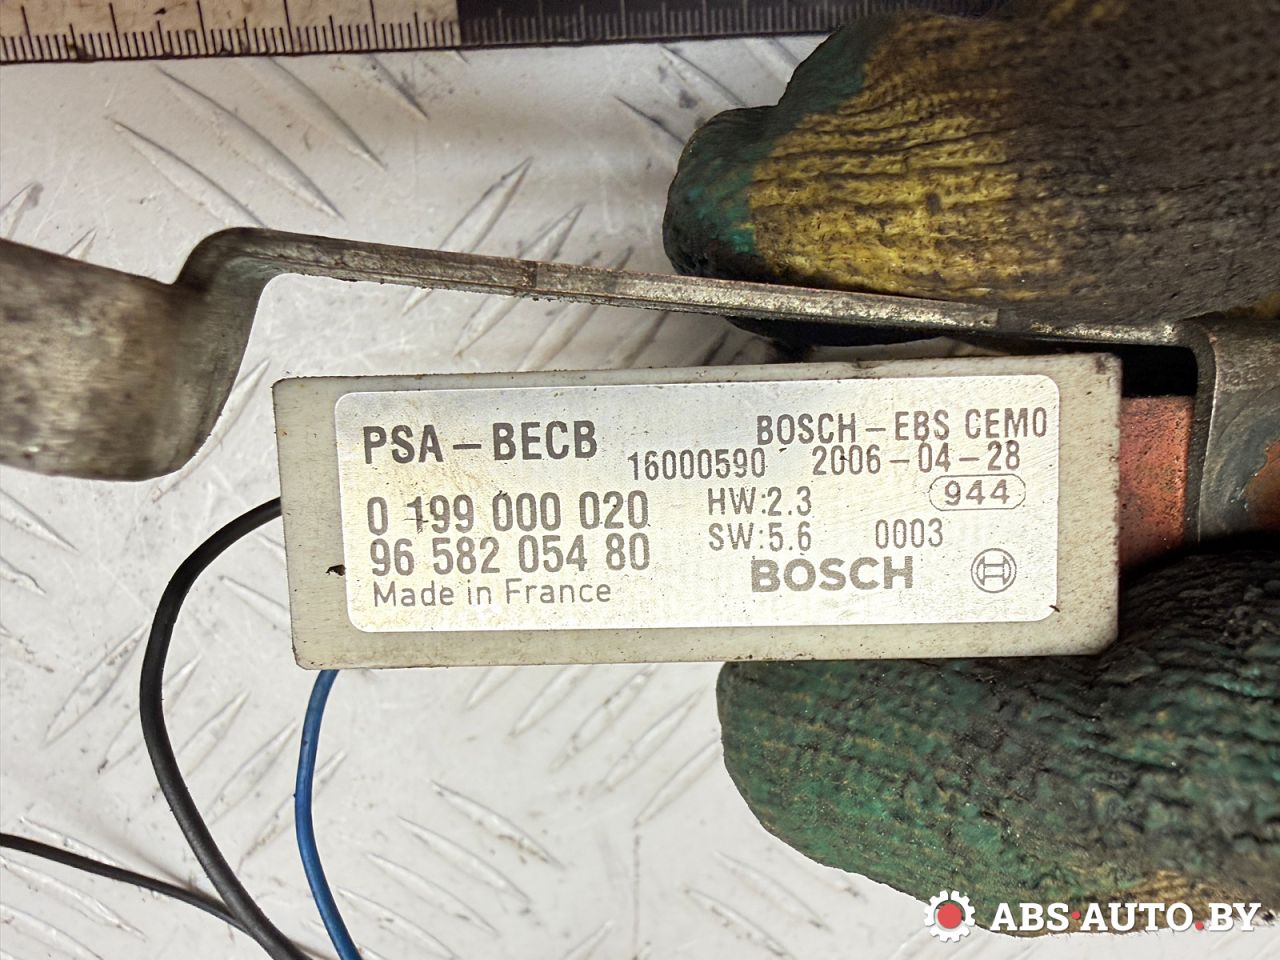 PSA-BECB BOSCH-EBS CEMO
16000590 2006-04-28
0 199 000 020 HW:2.3 944
96 582 054 80 SW:5.6 0003
Made in France BOSCH
ABS-AUTO.BY